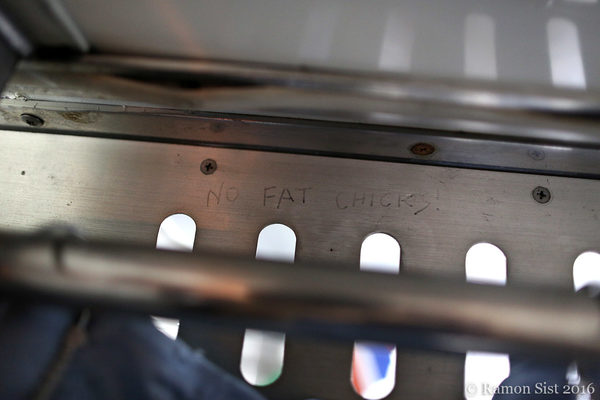 NO FAT CHICKS!
© Ramon Sist 2016